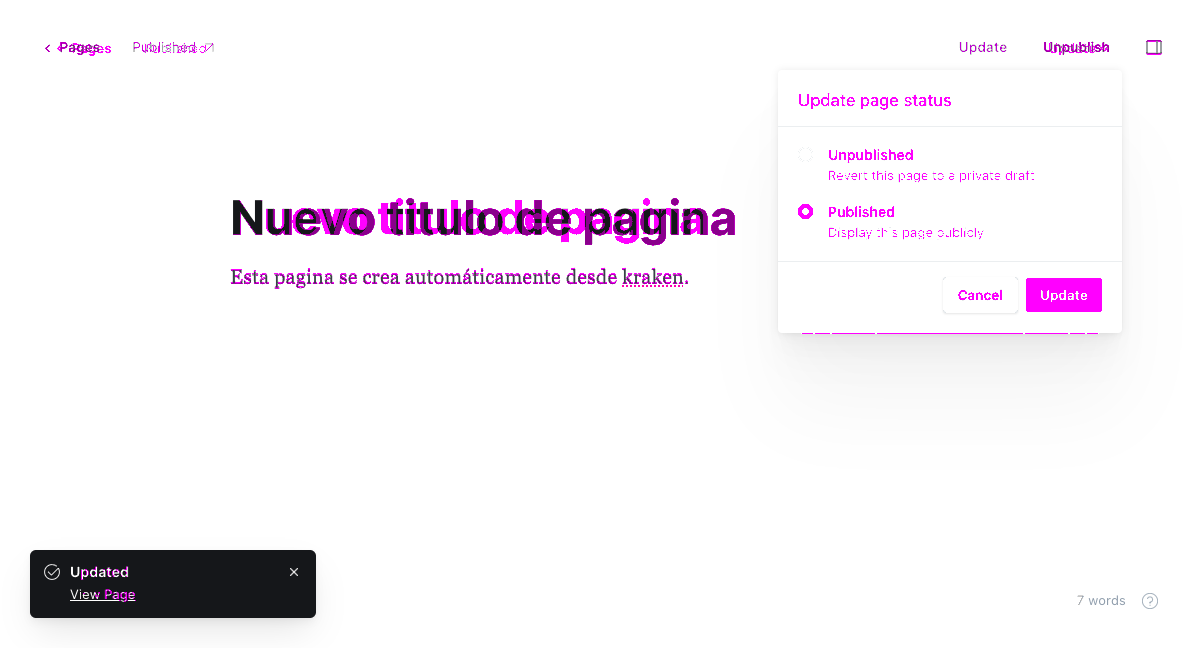 Pages
Published
Update
Unpublish
Update page status
Unpublished
Revert this page to a private draft
Published
Display this page publicly
Cancel
Update
Nuevo titulo de pagina
Esta pagina se crea automáticamente desde kraken.
Updated
View Page
7 words